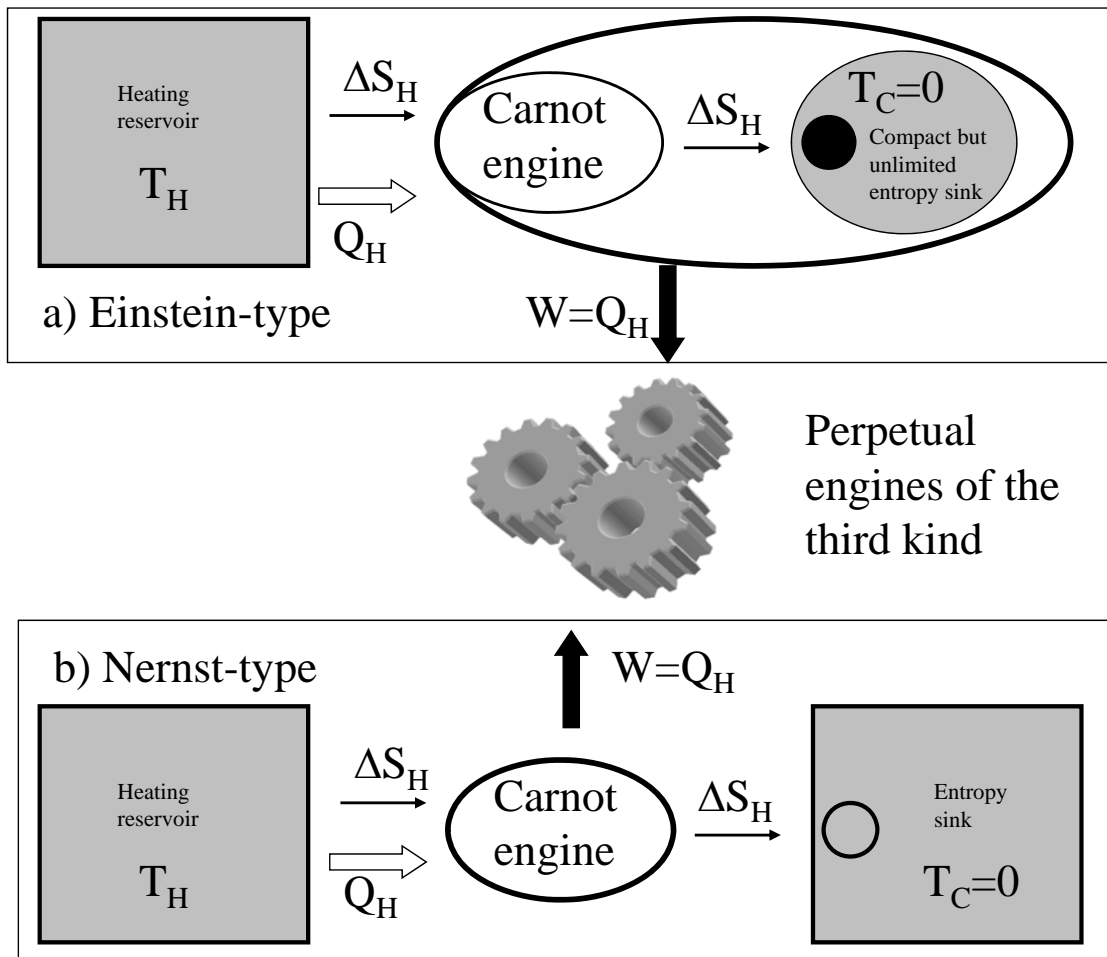 Heating
reservoir
T_H
ΔS_H
Q_H
Carnot
engine
ΔS_H
T_C=0
Compact but
unlimited
entropy sink
a) Einstein-type
W=Q_H
Perpetual
engines of the
third kind
b) Nernst-type
W=Q_H
Heating
reservoir
T_H
ΔS_H
Q_H
Carnot
engine
ΔS_H
Entropy
sink
T_C=0